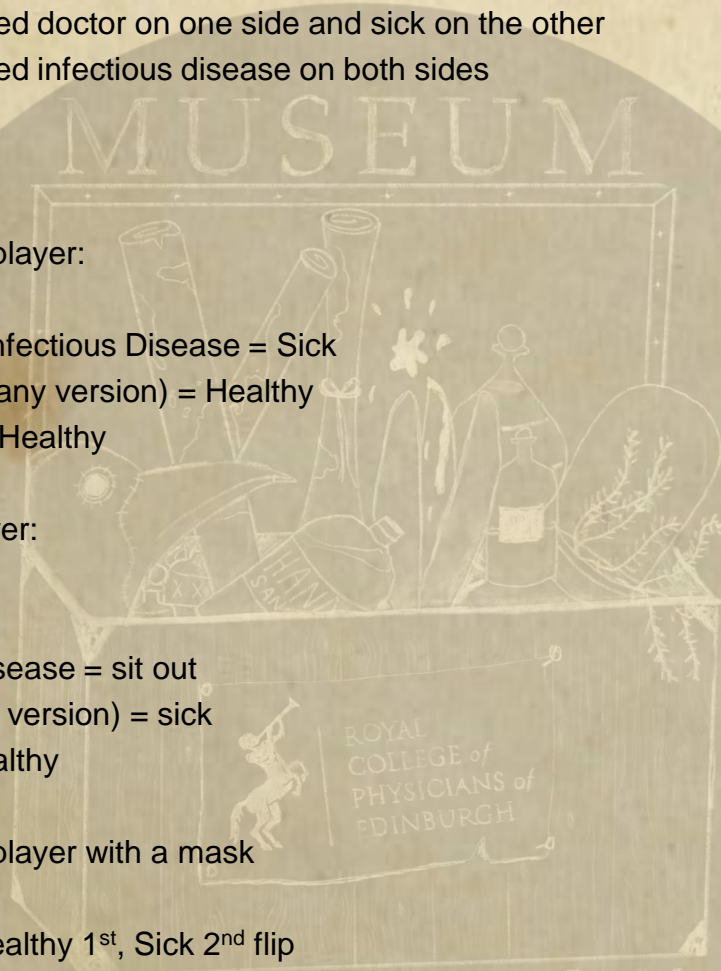 ed doctor on one side and sick on the other
ed infectious disease on both sides
MUSEUM
player:
nfectious Disease = Sick
any version) = Healthy
Healthy
er:
sease = sit out
version) = sick
althy
ROYAL
COLLEGE of
PHYSICIANS of
EDINBURGH
player with a mask
ealthy 1st, Sick 2nd flip